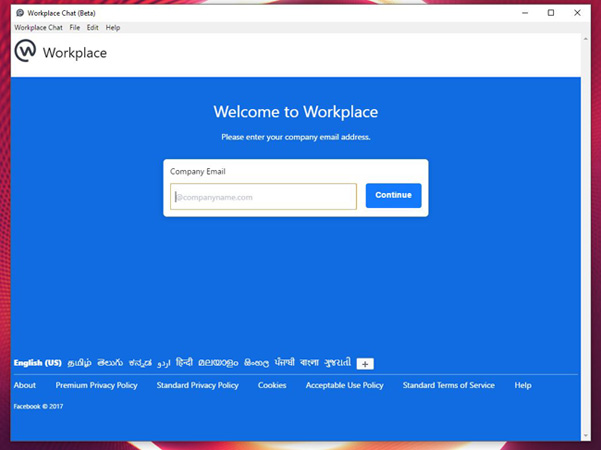 Workplace Chat (Beta)
Workplace Chat File Edit Help
Workplace
Welcome to Workplace
Please enter your company email address.
Company Email
@companyname.com
Continue
English (US) தமிழ் తెలుగు ಕನ್ನಡ اردو हिन्दी മലയാളം සිංහල ਪੰਜਾਬੀ বাংলা ગુજરાતી +
About Premium Privacy Policy Standard Privacy Policy Cookies Acceptable Use Policy Standard Terms of Service Help
Facebook © 2017